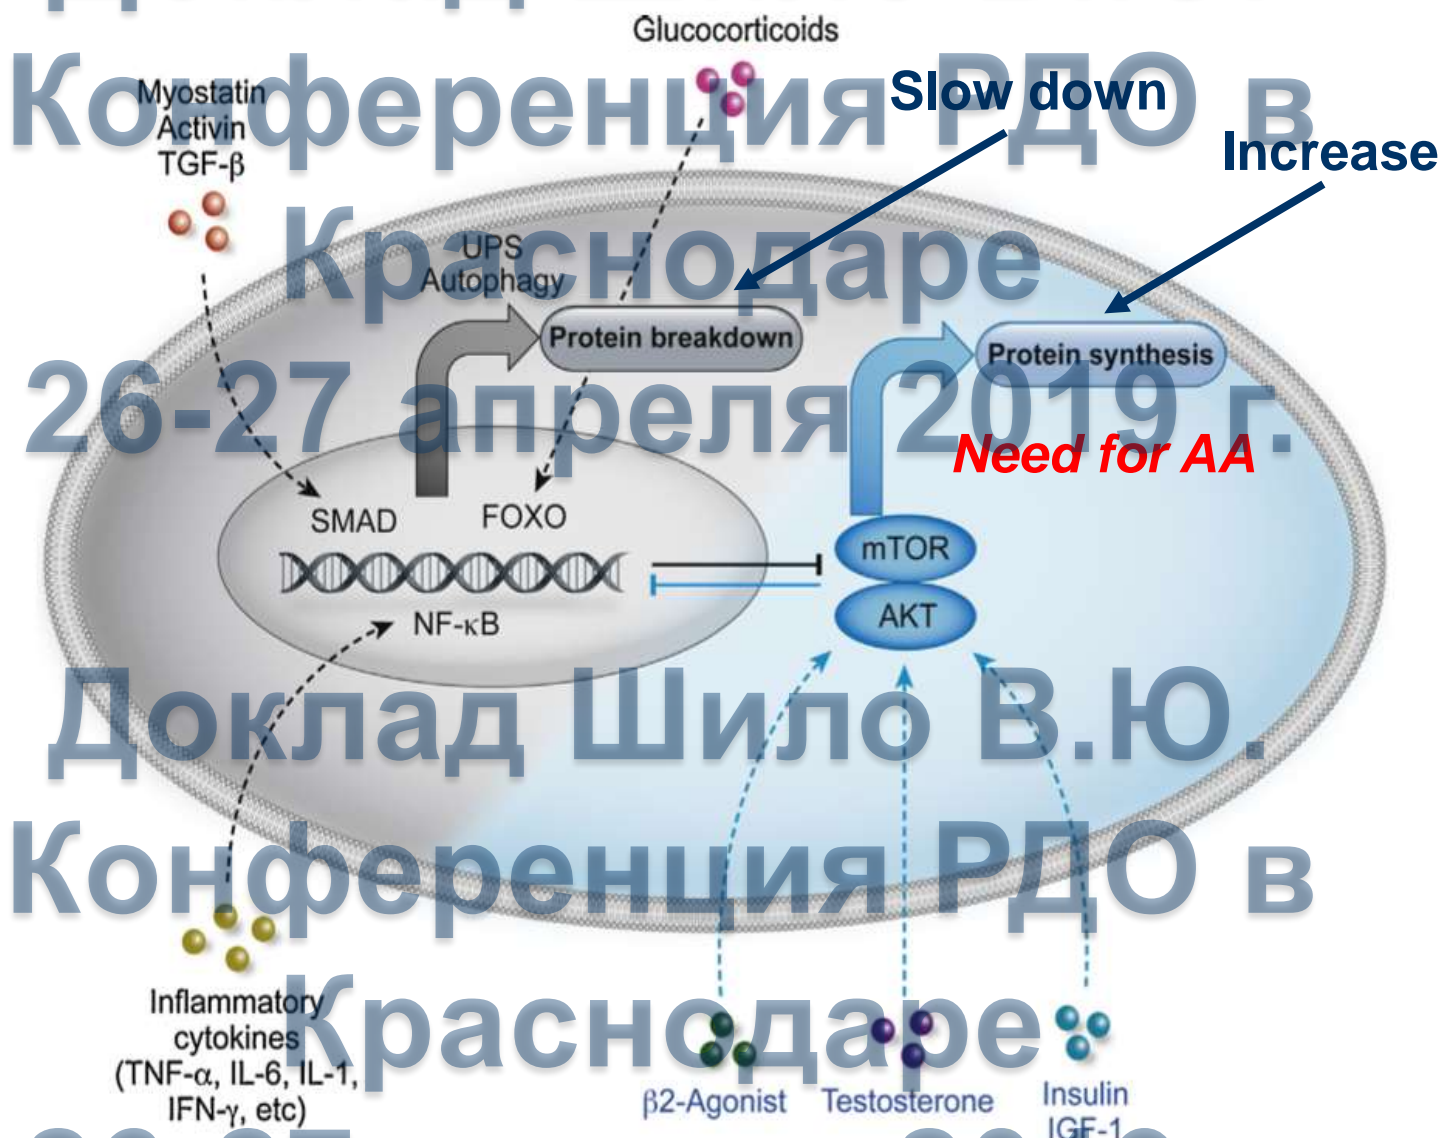 Glucocorticoids
Конференция РДО в
Slow down
Myostatin
Activin
TGF-β
Increase
Краснодаре
UPS
Autophagy
Protein breakdown
Protein synthesis
26-27 апреля 2019 г.
Need for AA
SMAD
FOXO
mTOR
AKT
NF-κB
Доклад Шило В.Ю.
Конференция РДО в
Краснодаре
Inflammatory
cytokines
(TNF-α, IL-6, IL-1,
IFN-γ, etc)
β2-Agonist
Testosterone
Insulin
IGF-1